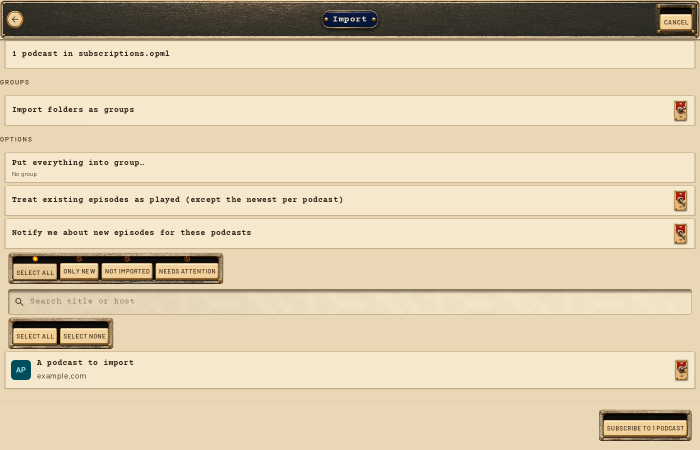 Import
CANCEL
1 podcast in subscriptions.opml
GROUPS
Import folders as groups
OPTIONS
Put everything into group…
No group
Treat existing episodes as played (except the newest per podcast)
Notify me about new episodes for these podcasts
SELECT ALL
ONLY NEW
NOT IMPORTED
NEEDS ATTENTION
Search title or host
SELECT ALL
SELECT NONE
AP
A podcast to import
example.com
SUBSCRIBE TO 1 PODCAST